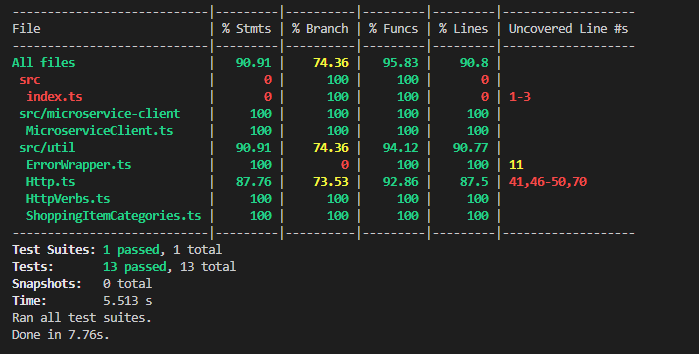 -----------------------------|---------|----------|---------|---------|-------------------
File                         | % Stmts | % Branch | % Funcs | % Lines | Uncovered Line #s
-----------------------------|---------|----------|---------|---------|-------------------
All files                    |   90.91 |    74.36 |   95.83 |    90.8 |
 src                         |       0 |      100 |     100 |       0 |
  index.ts                   |       0 |      100 |     100 |       0 | 1-3
 src/microservice-client     |     100 |      100 |     100 |     100 |
  MicroserviceClient.ts      |     100 |      100 |     100 |     100 |
 src/util                    |   90.91 |    74.36 |   94.12 |   90.77 |
  ErrorWrapper.ts            |     100 |        0 |     100 |     100 | 11
  Http.ts                    |   87.76 |    73.53 |   92.86 |    87.5 | 41,46-50,70
  HttpVerbs.ts               |     100 |      100 |     100 |     100 |
  ShoppingItemCategories.ts  |     100 |      100 |     100 |     100 |
-----------------------------|---------|----------|---------|---------|-------------------
Test Suites: 1 passed, 1 total
Tests:       13 passed, 13 total
Snapshots:   0 total
Time:        5.513 s
Ran all test suites.
Done in 7.76s.